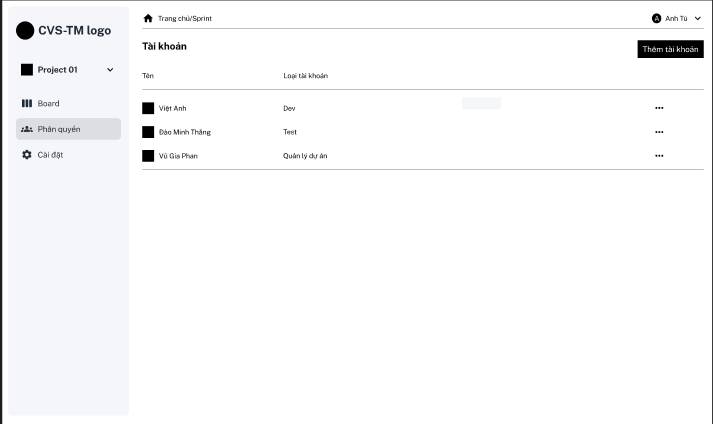 CVS-TM logo
Project 01
Board
Phân quyền
Cài đặt
Trang chủ/Sprint
A Anh Tú
Tài khoản
Thêm tài khoản
Tên Loại tài khoản
Việt Anh Dev
Đào Minh Thắng Test
Vũ Gia Phan Quản lý dự án